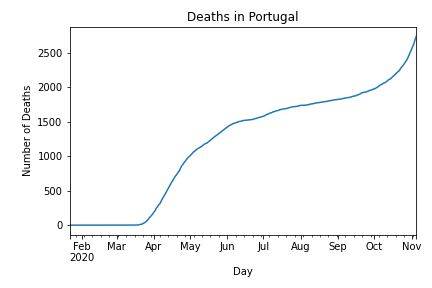 Deaths in Portugal
Number of Deaths
2500
2000
1500
1000
500
0
Feb Mar Apr May Jun Jul Aug Sep Oct Nov
2020
Day